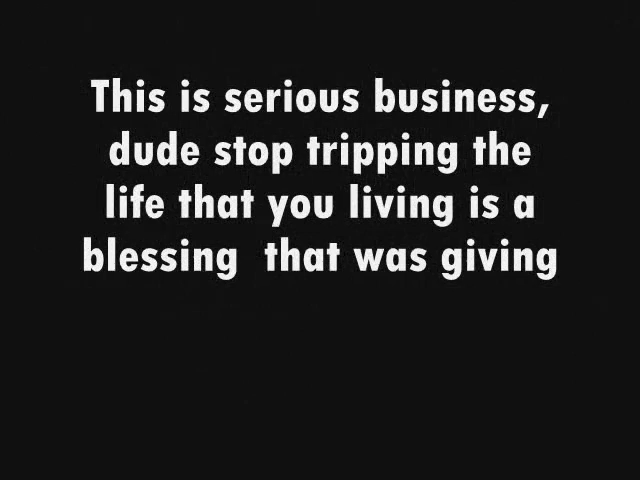 This is serious business,
dude stop tripping the
life that you living is a
blessing  that was giving